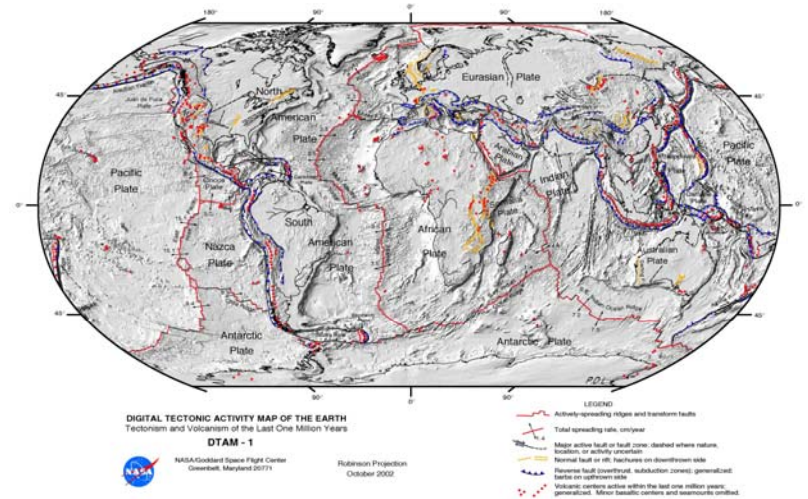 180°
90°
0°
90°
180°
45°
45°
Eurasian Plate
North
American
Plate
Juan de Fuca
Plate
Pacific
Plate
Pacific
Plate
Arabian
Plate
Indian
Plate
Cocos
Plate
0°
0°
South
American
Plate
African
Plate
Somalia
Plate
Nazca
Plate
Australian
Plate
45°
45°
Antarctic
Plate
Antarctic
Plate
90°
0°
90°
DIGITAL TECTONIC ACTIVITY MAP OF THE EARTH
Tectonism and Volcanism of the Last One Million Years
DTAM - 1
NASA
NASA/Goddard Space Flight Center
Greenbelt, Maryland 20771
Robinson Projection
October 2002
LEGEND
Actively-spreading ridges and transform faults
Total spreading rate, cm/year
Major active fault or fault zone: dashed where nature,
location, or activity uncertain
Normal fault or rift: hachures on downthrown side
Reverse fault (overthrust, subduction zones): generalized:
barbs on upthrown side
Volcanic centers active within the last one million years:
generalized. Minor basaltic centers and seamounts omitted.